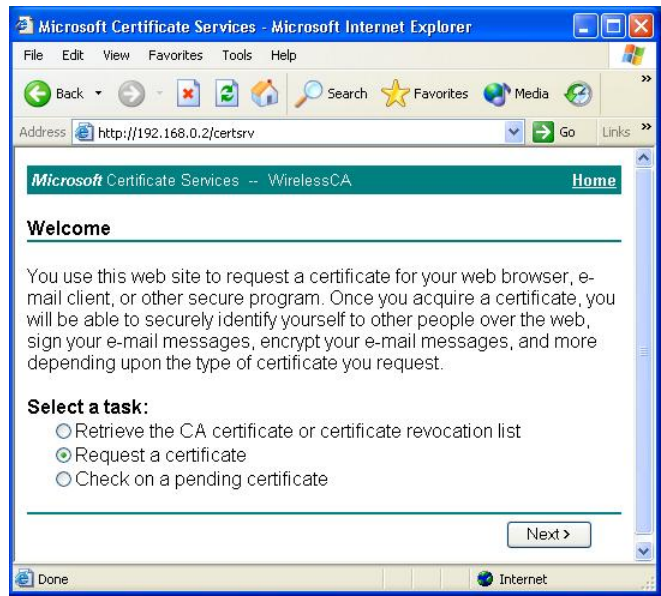 Microsoft Certificate Services - Microsoft Internet Explorer
File Edit View Favorites Tools Help
Back Search Favorites Media »
Address http://192.168.0.2/certsrv Go Links »
Microsoft Certificate Services -- WirelessCA Home
Welcome
You use this web site to request a certificate for your web browser, e-
mail client, or other secure program. Once you acquire a certificate, you
will be able to securely identify yourself to other people over the web,
sign your e-mail messages, encrypt your e-mail messages, and more
depending upon the type of certificate you request.
Select a task:
Retrieve the CA certificate or certificate revocation list
Request a certificate
Check on a pending certificate
Next >
Done Internet